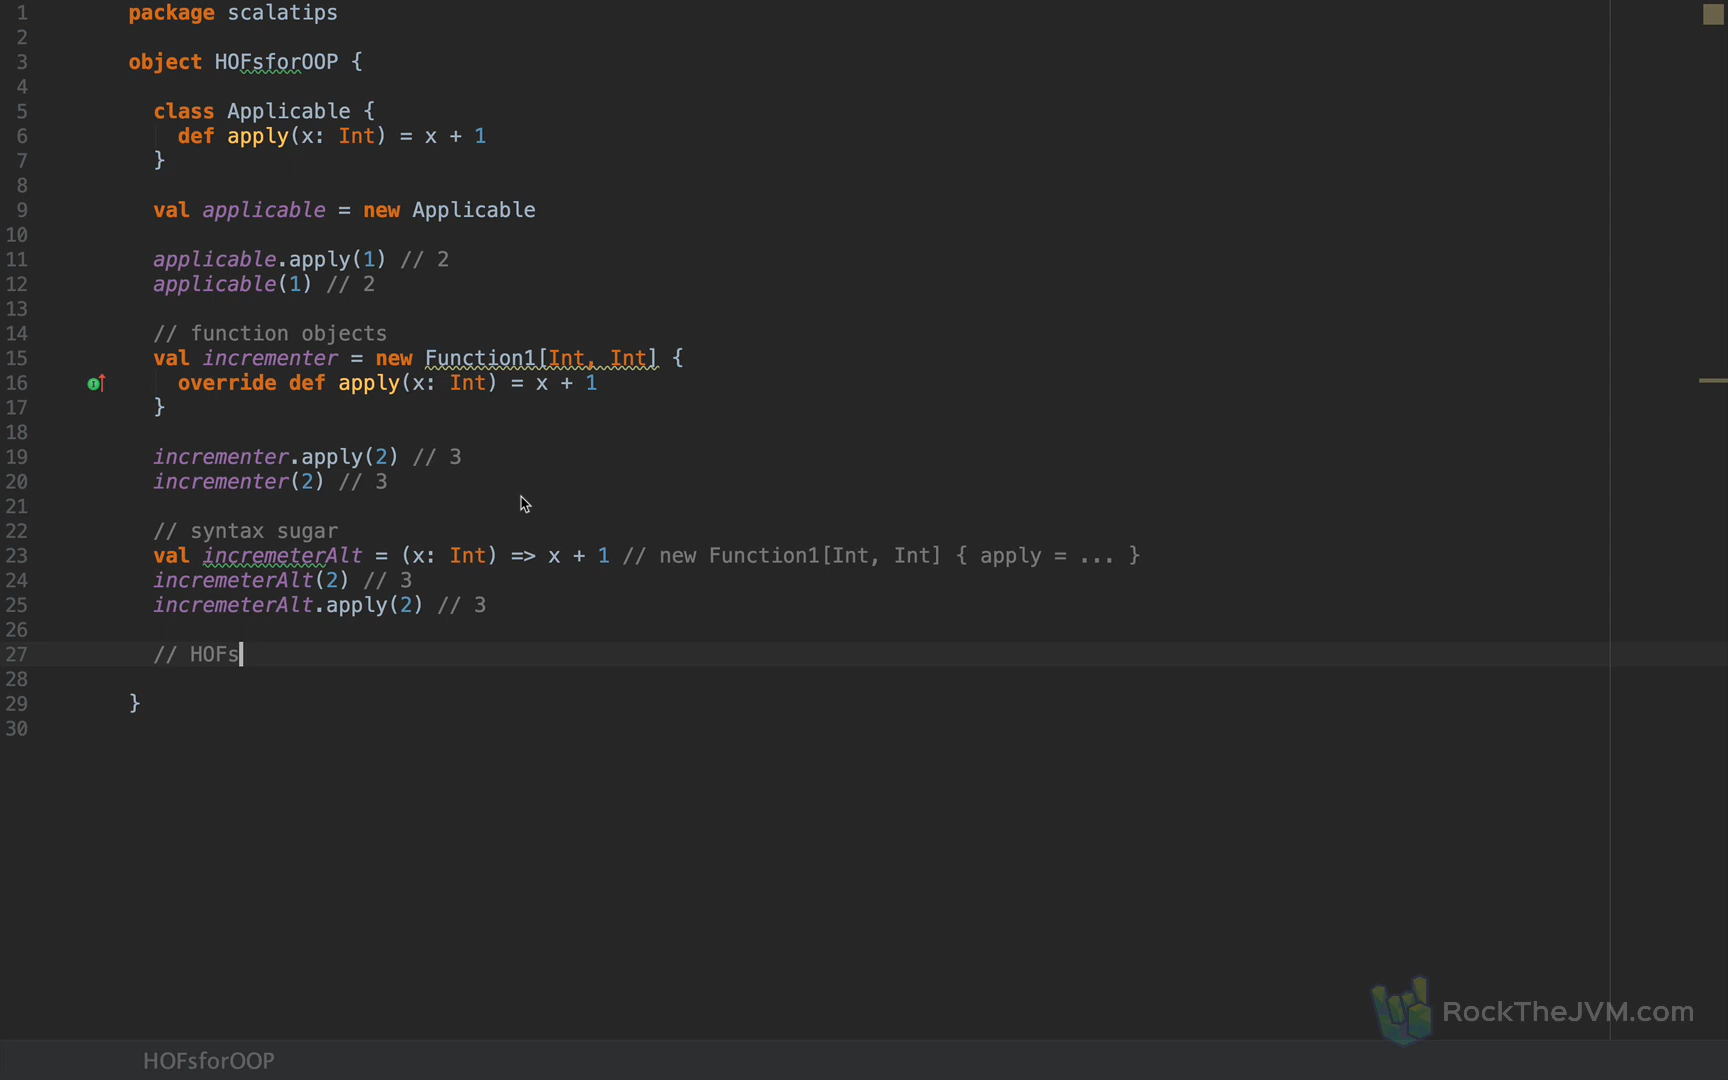 1 package scalatips
2
3 object HOFsforOOP {
4
5 class Applicable {
6 def apply(x: Int) = x + 1
7 }
8
9 val applicable = new Applicable
10
11 applicable.apply(1) // 2
12 applicable(1) // 2
13
14 // function objects
15 val incrementer = new Function1[Int, Int] {
16 override def apply(x: Int) = x + 1
17 }
18
19 incrementer.apply(2) // 3
20 incrementer(2) // 3
21
22 // syntax sugar
23 val incremeterAlt = (x: Int) => x + 1 // new Function1[Int, Int] { apply = ... }
24 incremeterAlt(2) // 3
25 incremeterAlt.apply(2) // 3
26
27 // HOFs
28
29 }
30
RockTheJVM.com
HOFsforOOP